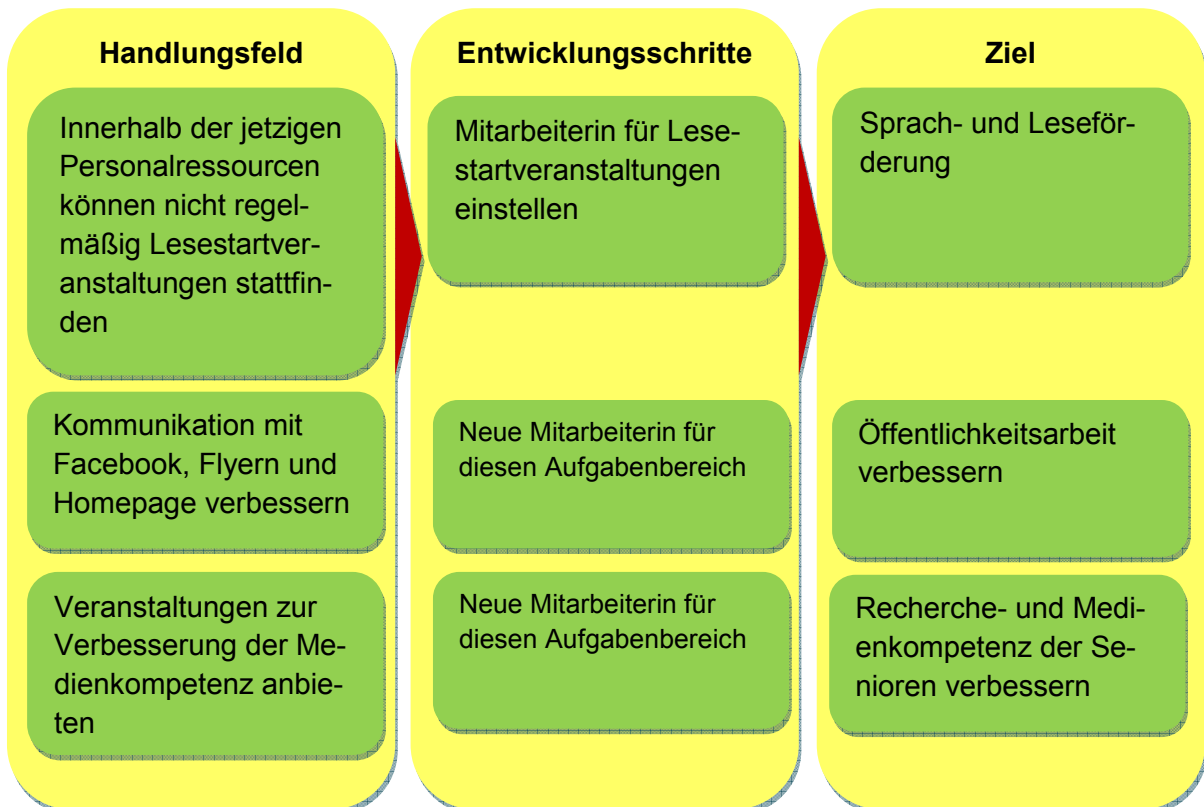 Handlungsfeld
Innerhalb der jetzigen
Personalressourcen
können nicht regel-
mäßig Lesestartver-
anstaltungen stattfin-
den
Kommunikation mit
Facebook, Flyern und
Homepage verbessern
Veranstaltungen zur
Verbesserung der Me-
dienkompetenz anbie-
ten
Entwicklungsschritte
Mitarbeiterin für Lese-
startveranstaltungen
einstellen
Neue Mitarbeiterin für
diesen Aufgabenbereich
Neue Mitarbeiterin für
diesen Aufgabenbereich
Ziel
Sprach- und Leseför-
derung
Öffentlichkeitsarbeit
verbessern
Recherche- und Medi-
enkompetenz der Se-
nioren verbessern